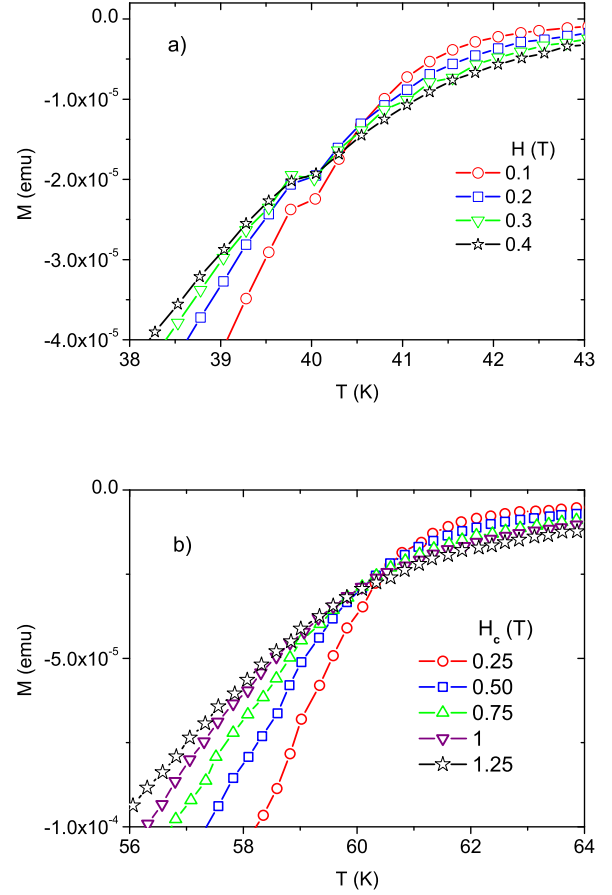 0.0
a)
-1.0x10⁻⁵
H (T)
0.1
-2.0x10⁻⁵
0.2
0.3
0.4
-3.0x10⁻⁵
-4.0x10⁻⁵
M (emu)
38 39 40 41 42 43
T (K)
0.0
b)
H_c (T)
-5.0x10⁻⁵
0.25
0.50
0.75
1
1.25
-1.0x10⁻⁴
M (emu)
56 58 60 62 64
T (K)